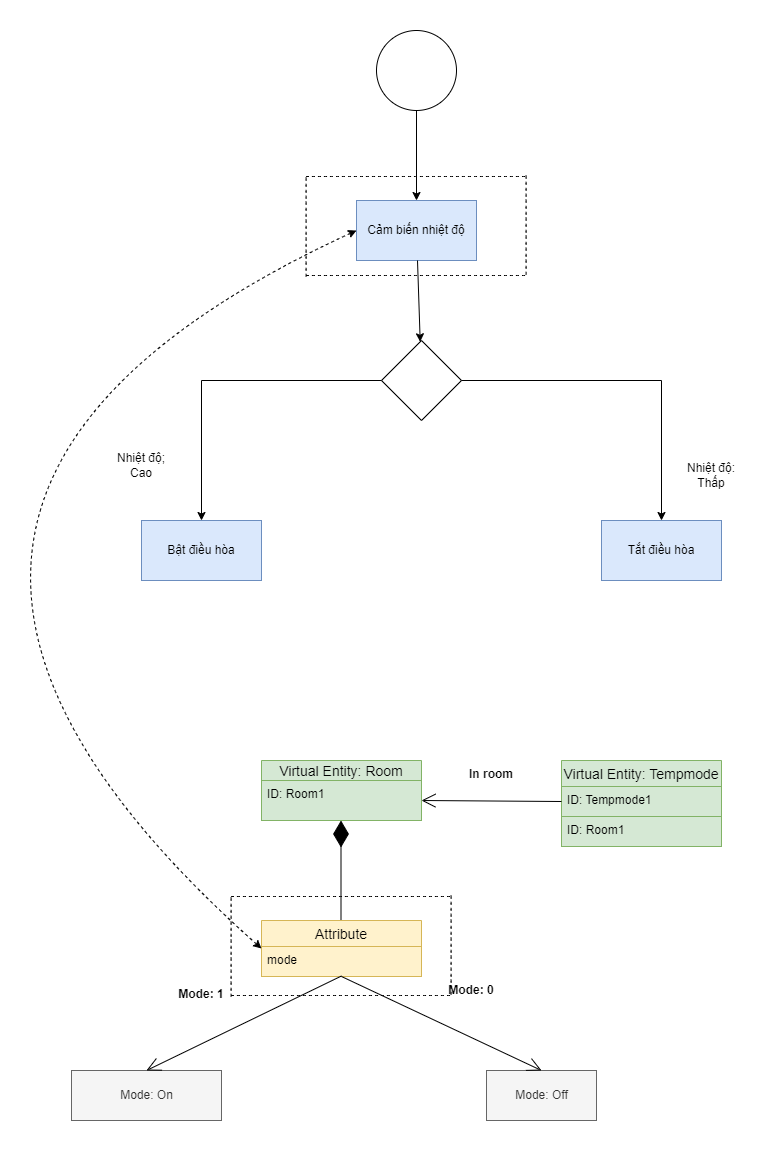 Cảm biến nhiệt độ
Nhiệt độ;
Cao
Nhiệt độ:
Thấp
Bật điều hòa
Tắt điều hòa
Virtual Entity: Room
ID: Room1
In room
Virtual Entity: Tempmode
ID: Tempmode1
ID: Room1
Attribute
mode
Mode: 1
Mode: 0
Mode: On
Mode: Off